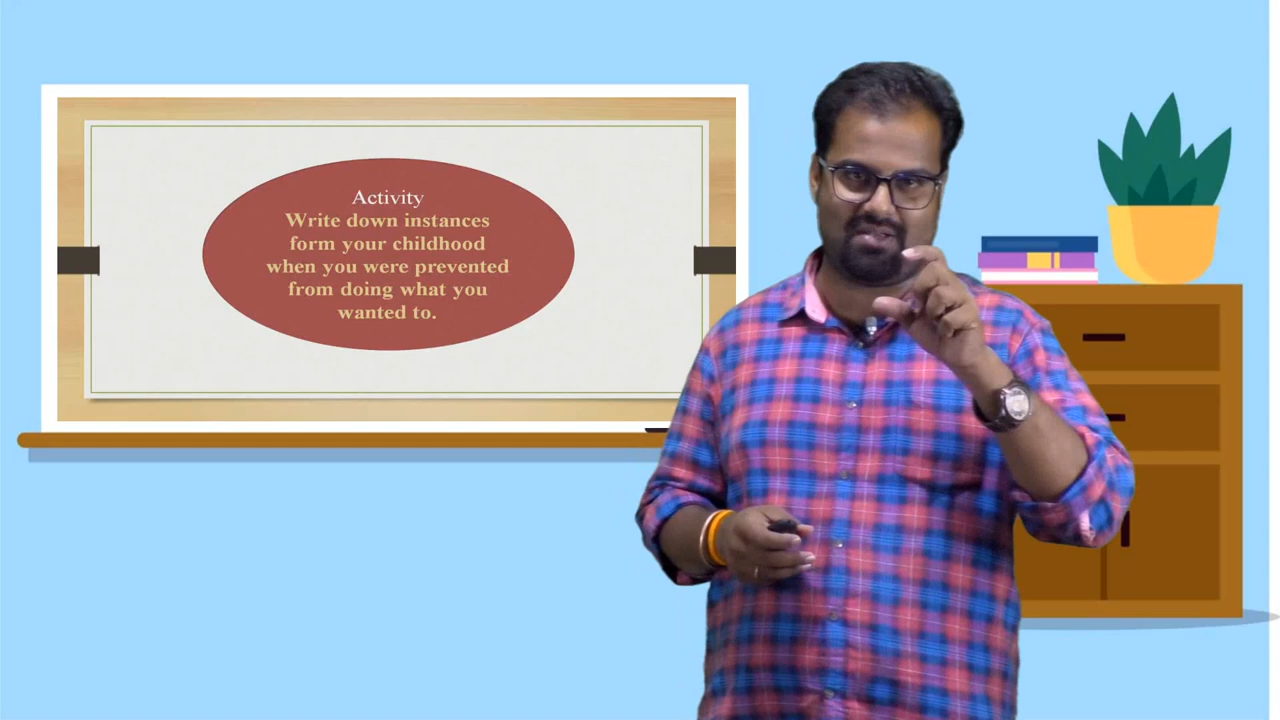 Activity
Write down instances
form your childhood
when you were prevented
from doing what you
wanted to.